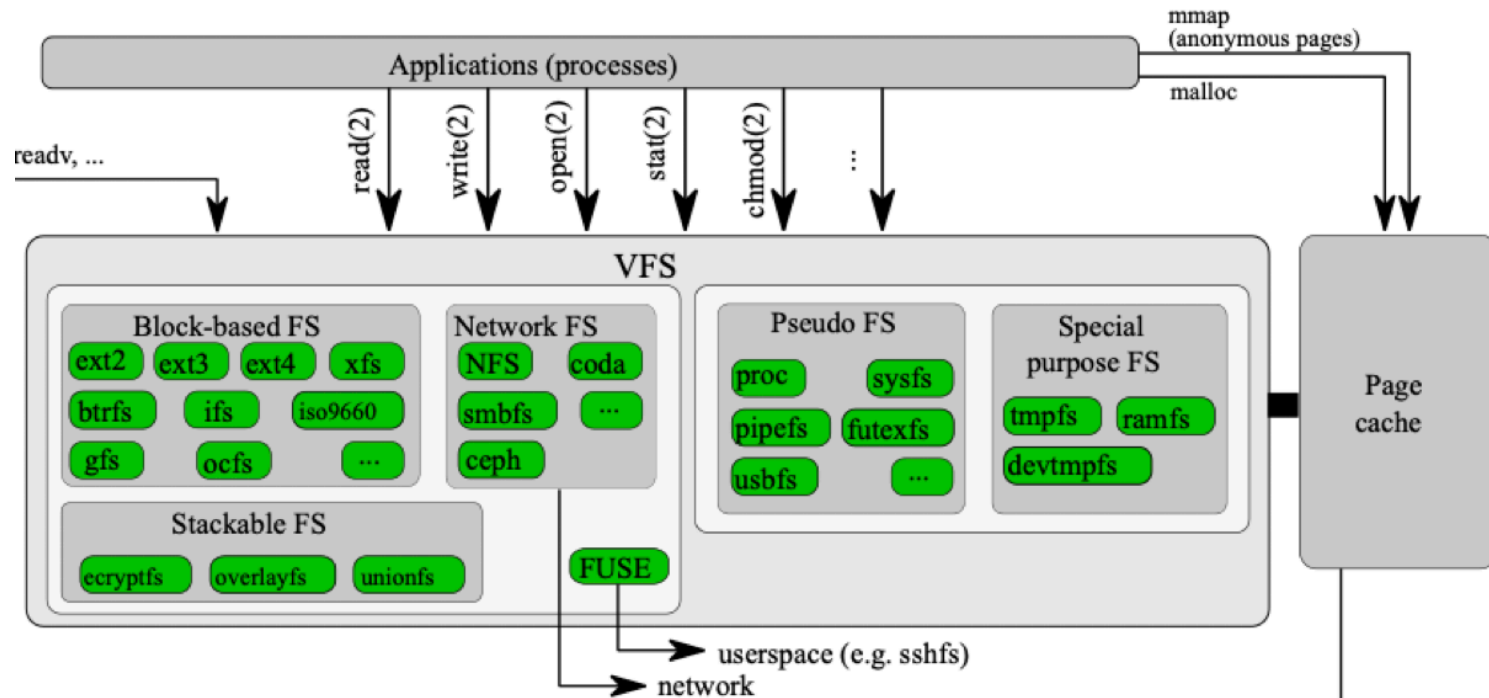 mmap
(anonymous pages)
Applications (processes)
malloc
read(2)
write(2)
open(2)
stat(2)
chmod(2)
...
readv, ...
VFS
Block-based FS
ext2
ext3
ext4
xfs
btrfs
ifs
iso9660
gfs
ocfs
...
Network FS
NFS
coda
smbfs
...
ceph
Pseudo FS
proc
sysfs
pipefs
futexfs
usbfs
...
Special
purpose FS
tmpfs
ramfs
devtmpfs
Page
cache
Stackable FS
ecryptfs
overlayfs
unionfs
FUSE
userspace (e.g. sshfs)
network